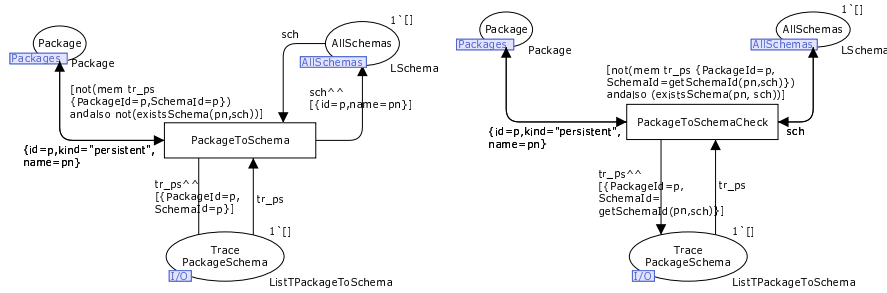 1`[]
Package
Packages
Package
sch
AllSchemas
AllSchemas
LSchema
[not(mem tr_ps
{PackageId=p,SchemaId=p})
andalso not(existsSchema(pn,sch))]
sch^^
[{id=p,name=pn}]
PackageToSchema
{id=p,kind="persistent",
name=pn}
tr_ps^^
[{PackageId=p,
SchemaId=p}]
tr_ps
1`[]
Trace
PackageSchema
I/O
ListTPackageToSchema
1`[]
Package
Packages
Package
AllSchemas
AllSchemas
LSchema
[not(mem tr_ps {PackageId=p,
SchemaId=getSchemaId(pn,sch)})
andalso (existsSchema(pn, sch))]
PackageToSchemaCheck
{id=p,kind="persistent",
name=pn}
sch
tr_ps^^
[{PackageId=p,
SchemaId=
getSchemaId(pn,sch)}]
tr_ps
1`[]
Trace
PackageSchema
I/O
ListTPackageToSchema